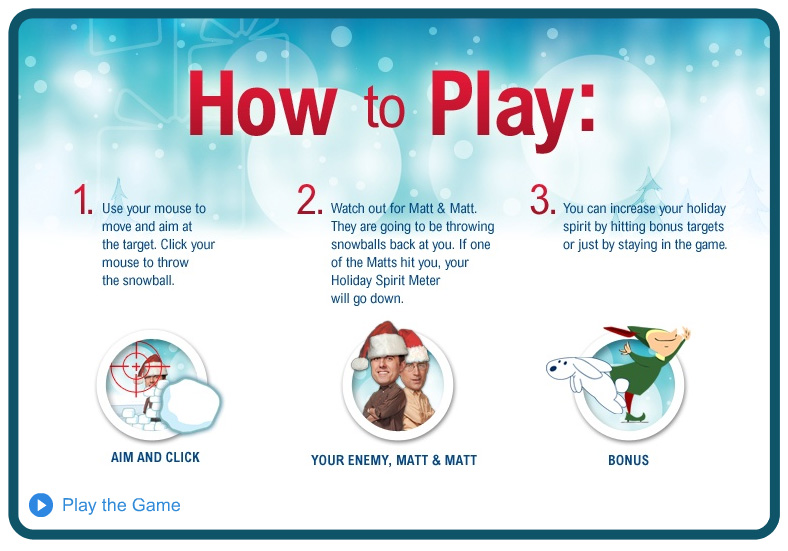 How to Play:
1. Use your mouse to
move and aim at
the target. Click your
mouse to throw
the snowball.
2. Watch out for Matt & Matt.
They are going to be throwing
snowballs back at you. If one
of the Matts hit you, your
Holiday Spirit Meter
will go down.
3. You can increase your holiday
spirit by hitting bonus targets
or just by staying in the game.
AIM AND CLICK
YOUR ENEMY, MATT & MATT
BONUS
Play the Game